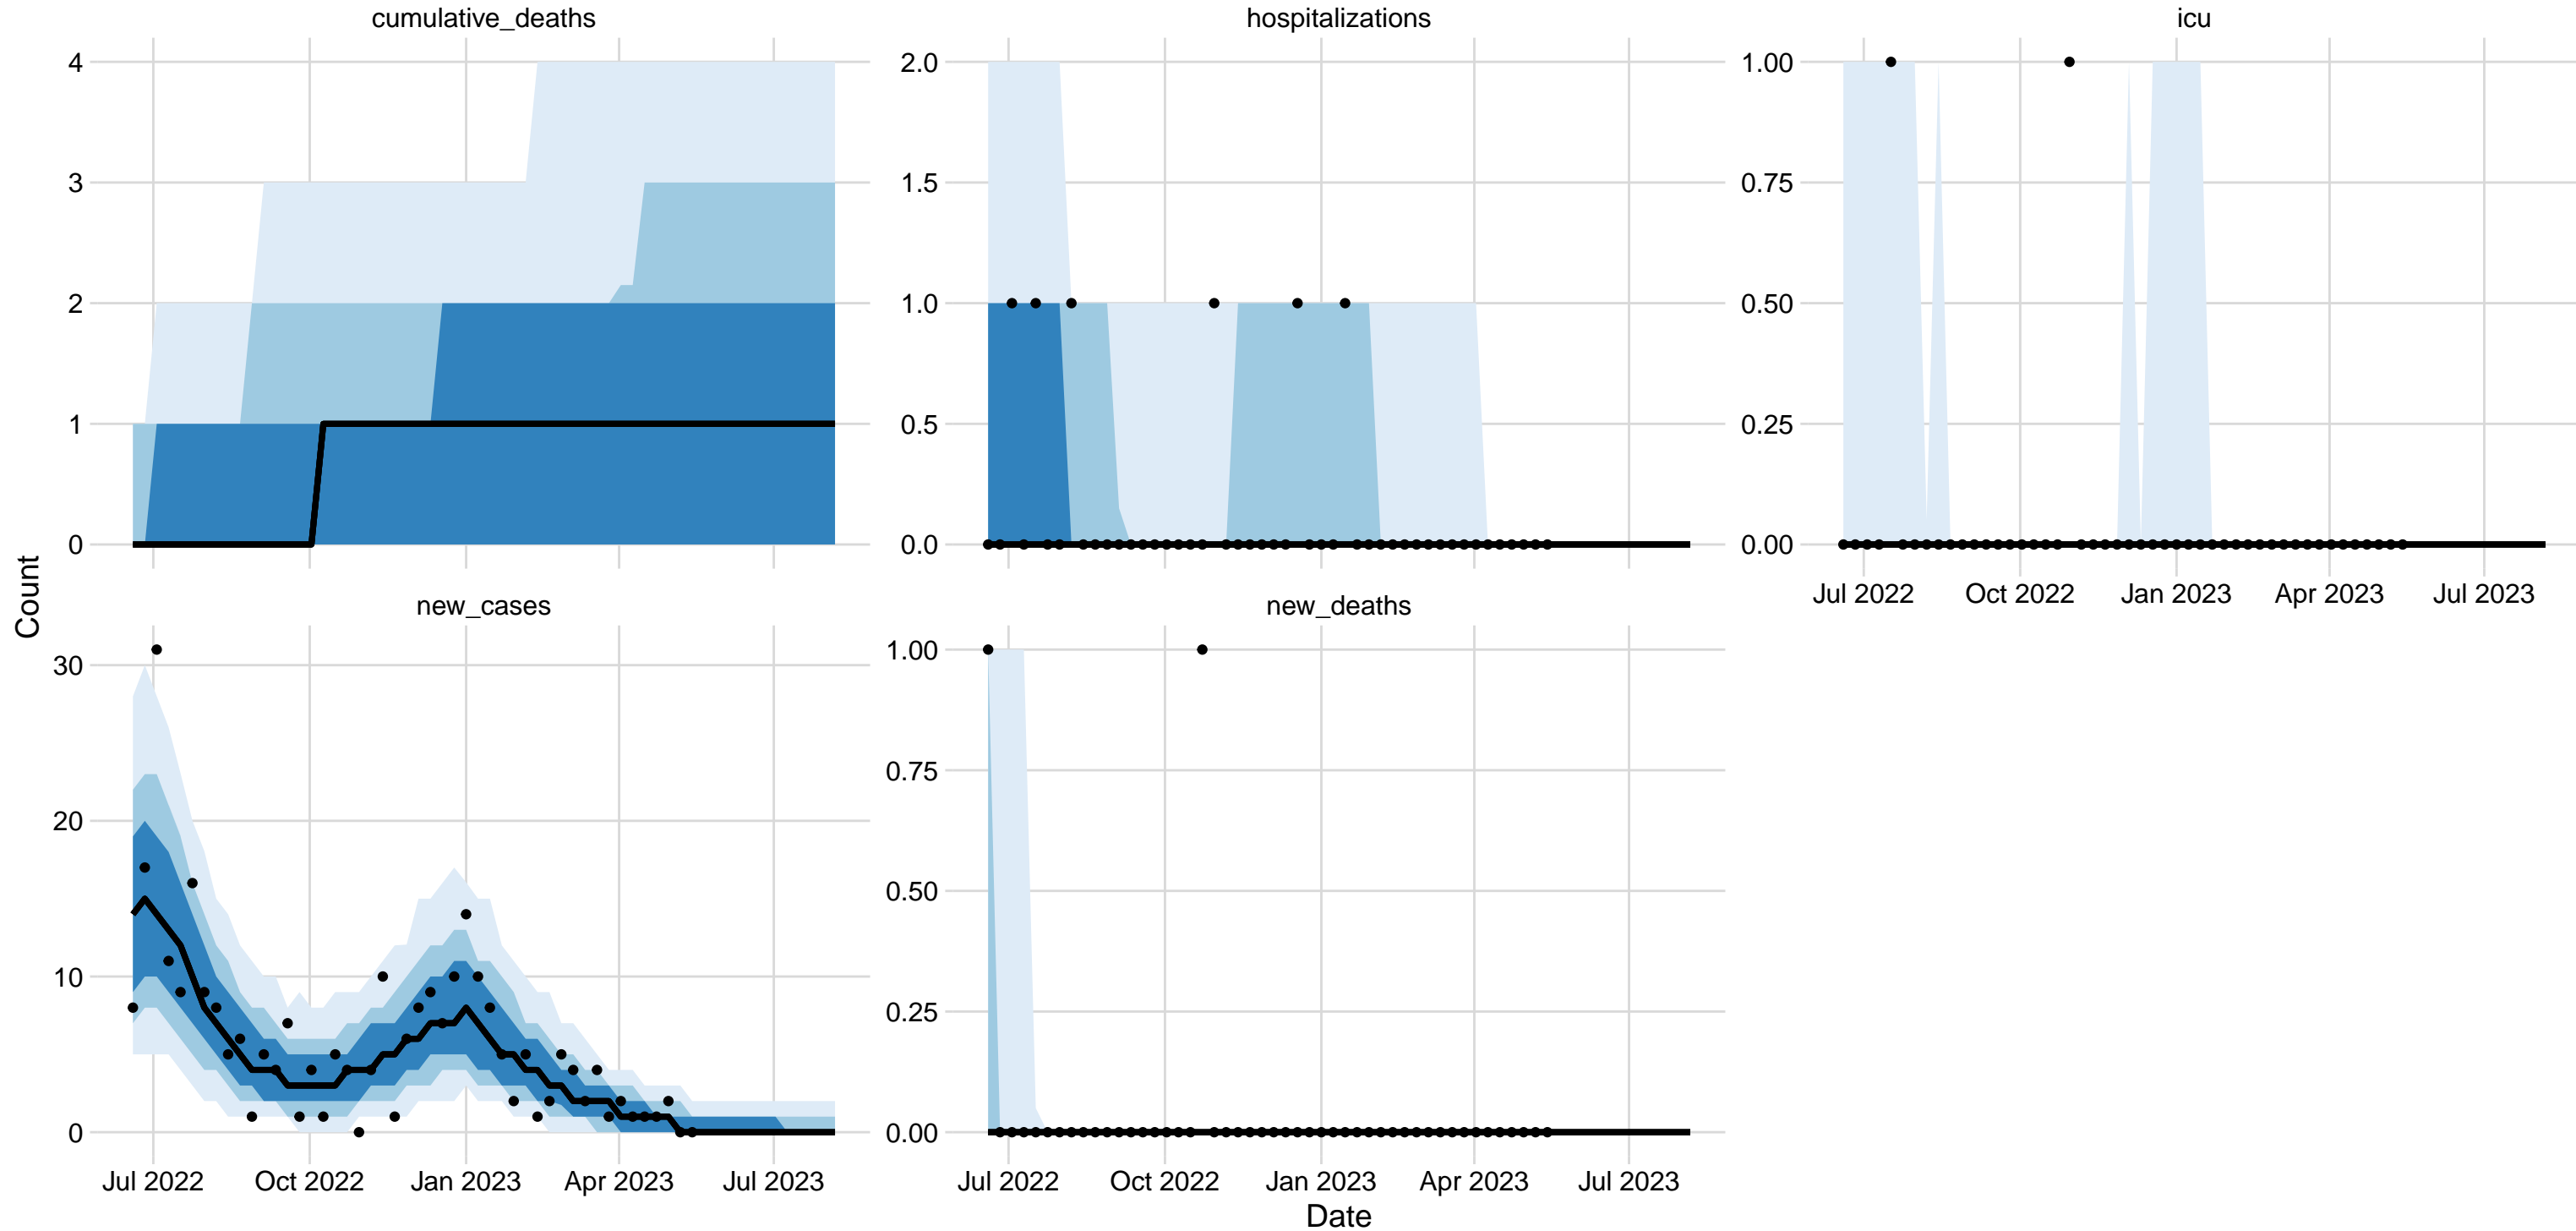 cumulative_deaths
hospitalizations
icu
4
3
2
1
0
2.0
1.5
1.0
0.5
0.0
1.00
0.75
0.50
0.25
0.00
Jul 2022 Oct 2022 Jan 2023 Apr 2023 Jul 2023
Count
new_cases
new_deaths
30
20
10
0
1.00
0.75
0.50
0.25
0.00
Jul 2022 Oct 2022 Jan 2023 Apr 2023 Jul 2023
Jul 2022 Oct 2022 Jan 2023 Apr 2023 Jul 2023
Date